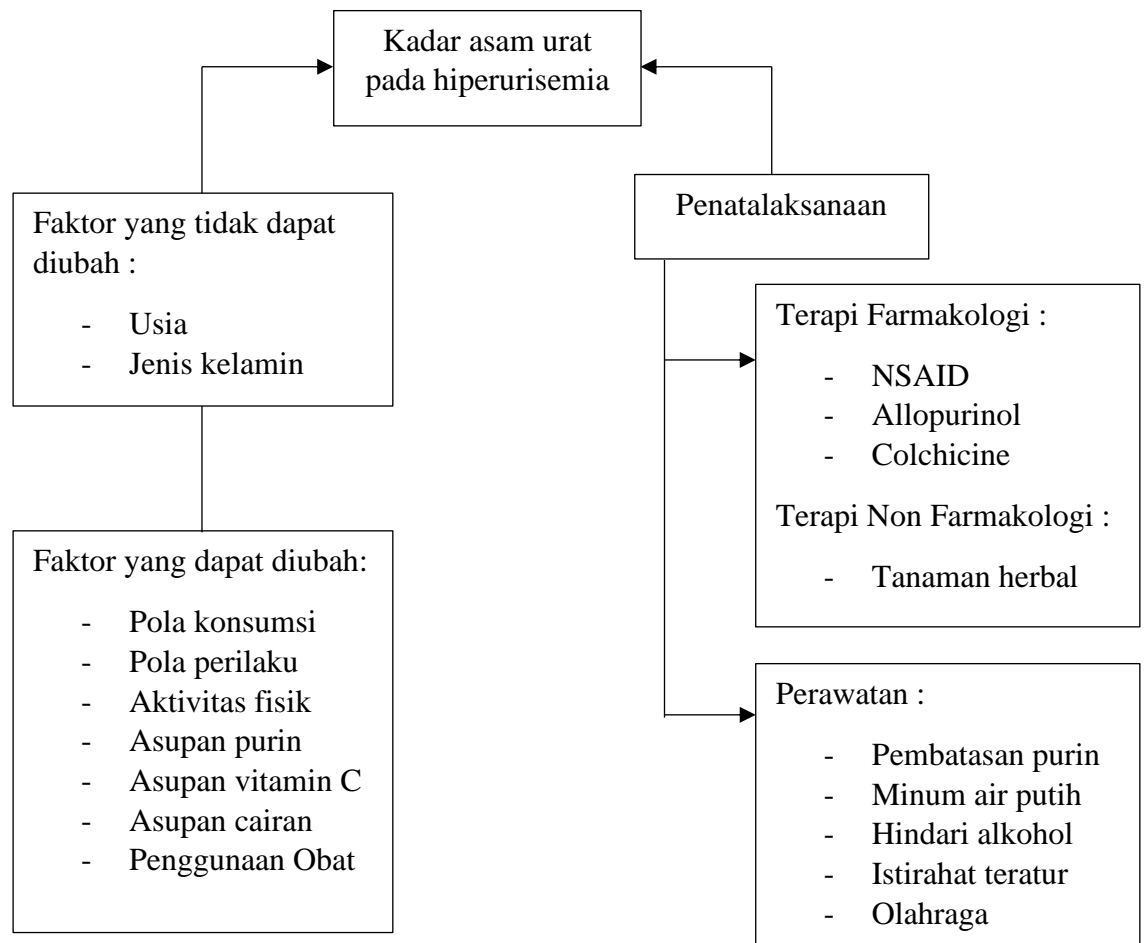 Kadar asam urat
pada hiperurisemia
Faktor yang tidak dapat
diubah :
- Usia
- Jenis kelamin
Faktor yang dapat diubah:
- Pola konsumsi
- Pola perilaku
- Aktivitas fisik
- Asupan purin
- Asupan vitamin C
- Asupan cairan
- Penggunaan Obat
Penatalaksanaan
Terapi Farmakologi :
- NSAID
- Allopurinol
- Colchicine
Terapi Non Farmakologi :
- Tanaman herbal
Perawatan :
- Pembatasan purin
- Minum air putih
- Hindari alkohol
- Istirahat teratur
- Olahraga